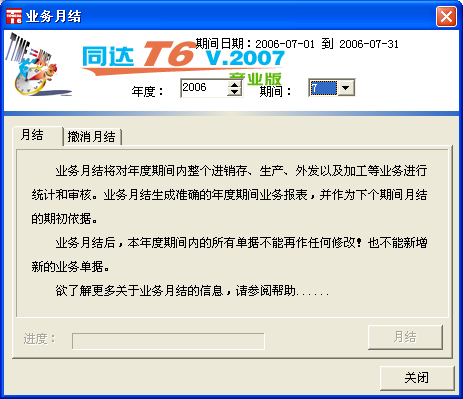 业务月结
TIME IS MONEY
期间日期：2006-07-01 到 2006-07-31
同达 T6 V.2007
专业版
年度： 2006 期间： 7
月结 撤消月结
业务月结将对年度期间内整个进销存、生产、外发以及加工等业务进行
统计和审核。业务月结生成准确的年度期间业务报表，并作为下个期间月结
的期初依据。
业务月结后，本年度期间内的所有单据不能再作任何修改！也不能新增
新的业务单据。
欲了解更多关于业务月结的信息，请参阅帮助......
进度： 月结
关闭